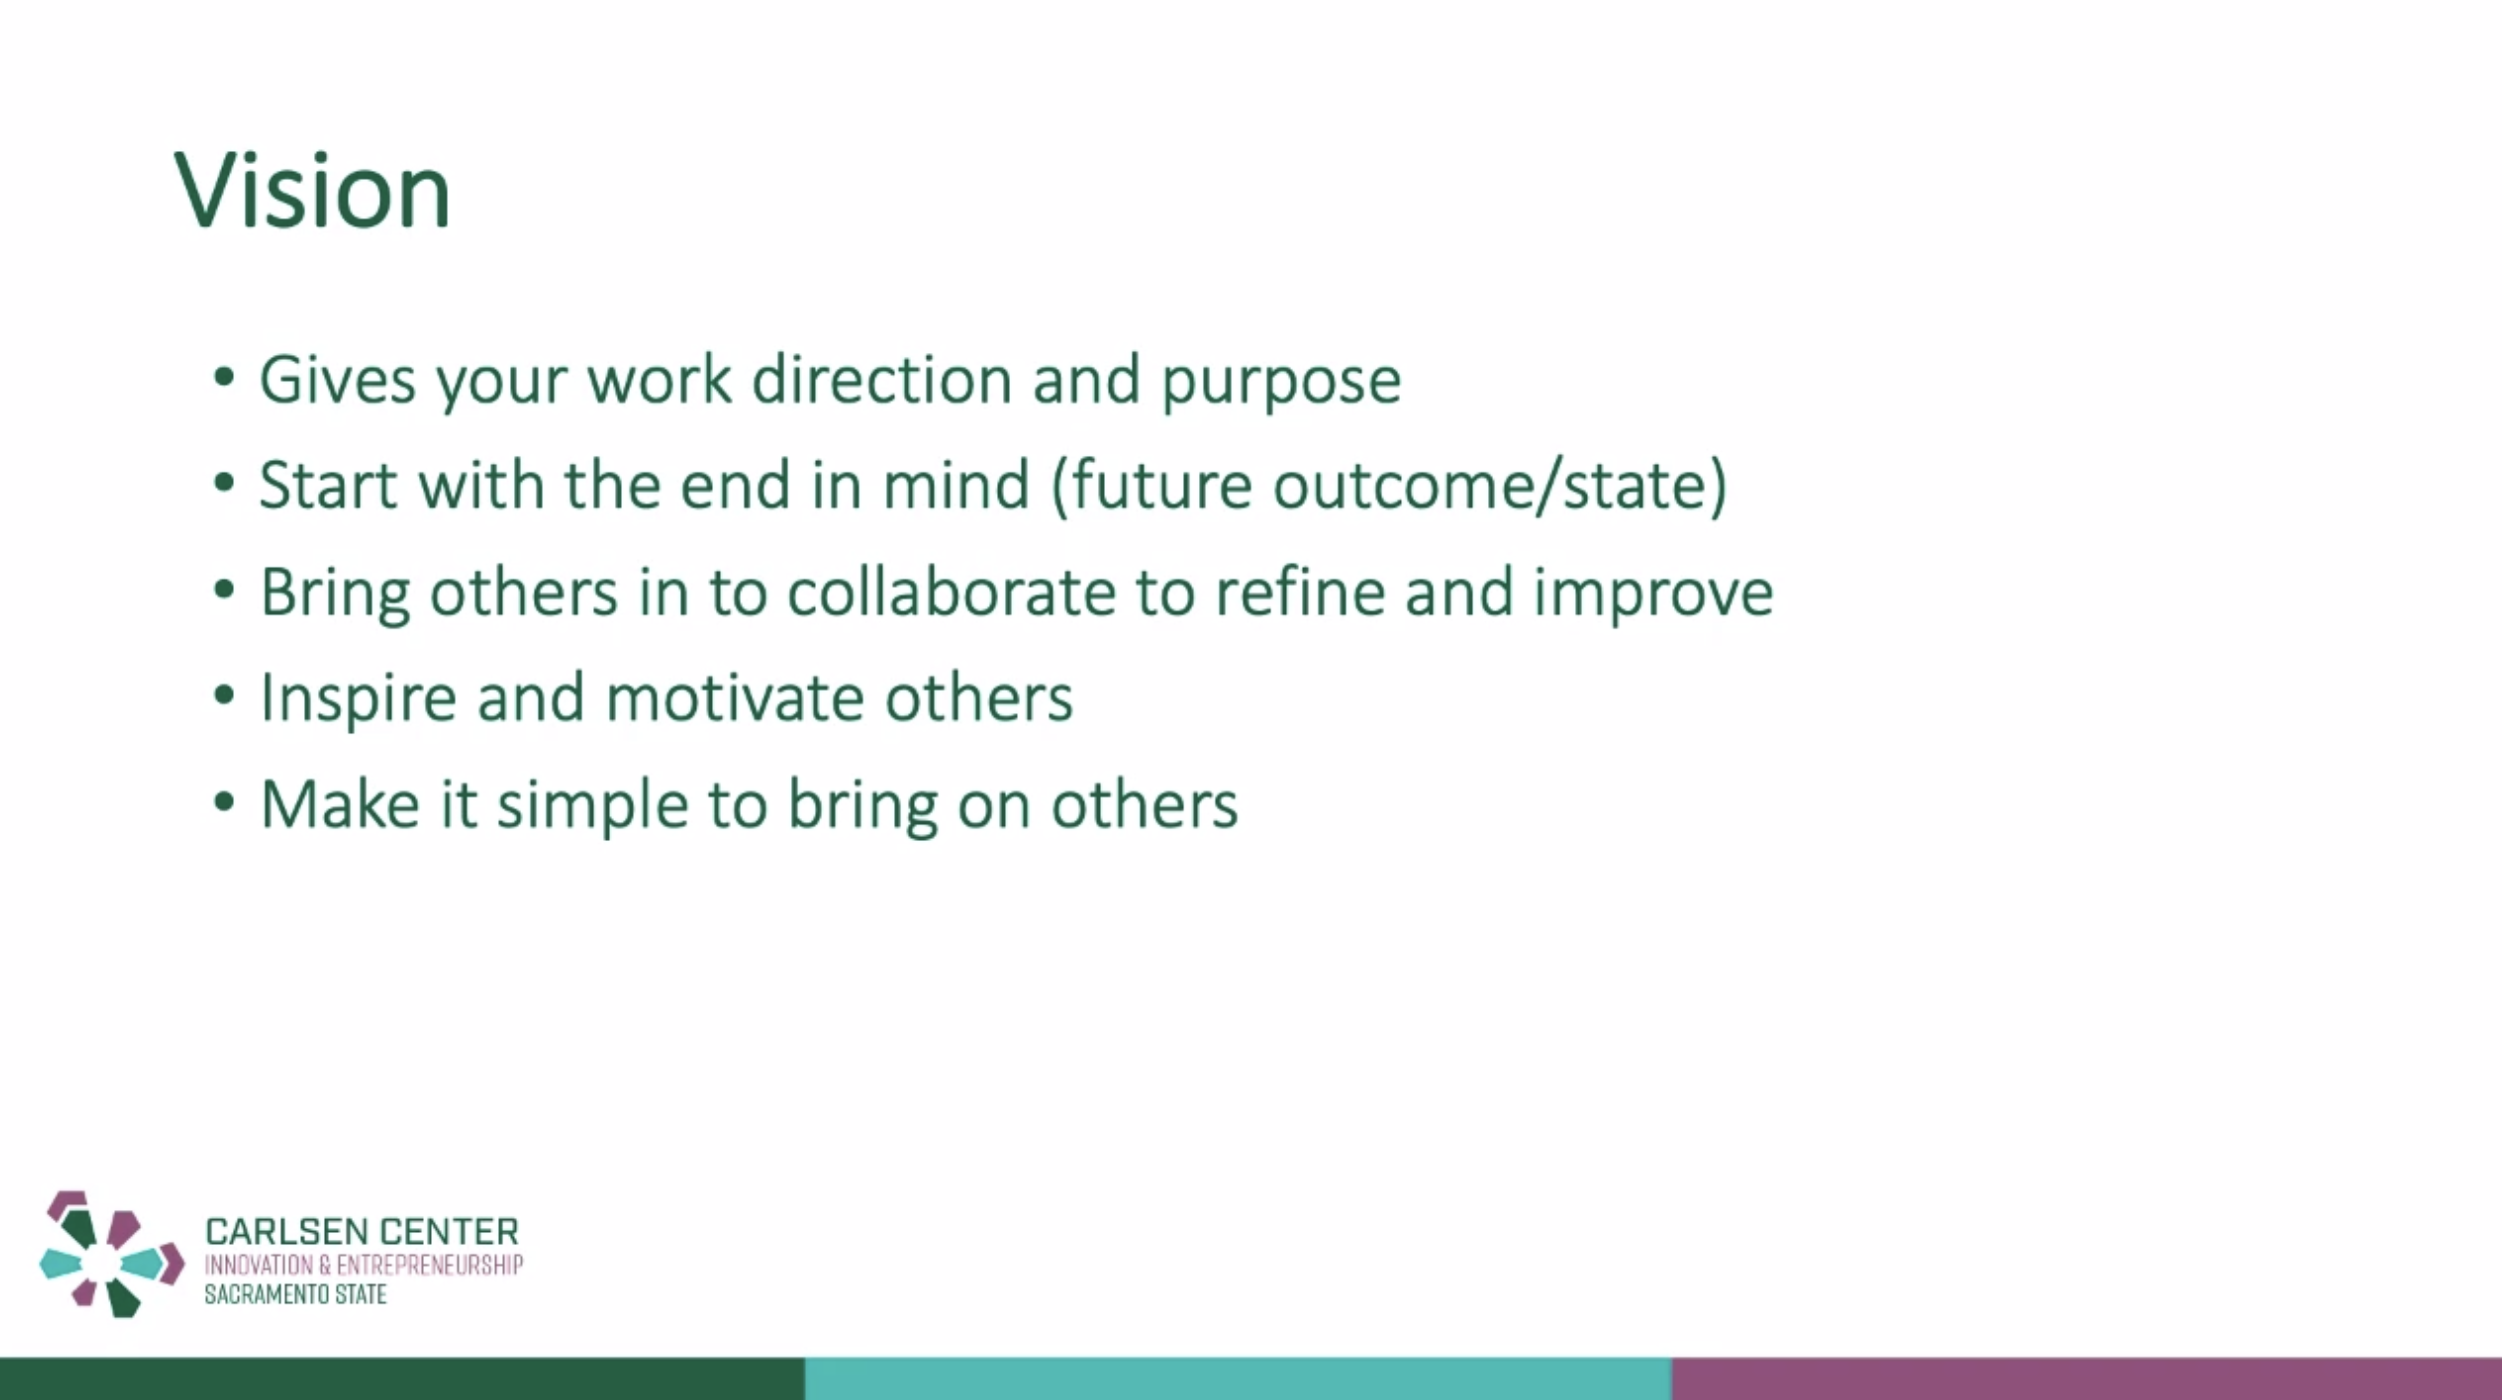 Vision
• Gives your work direction and purpose
• Start with the end in mind (future outcome/state)
• Bring others in to collaborate to refine and improve
• Inspire and motivate others
• Make it simple to bring on others
CARLSEN CENTER
INNOVATION & ENTREPRENEURSHIP
SACRAMENTO STATE